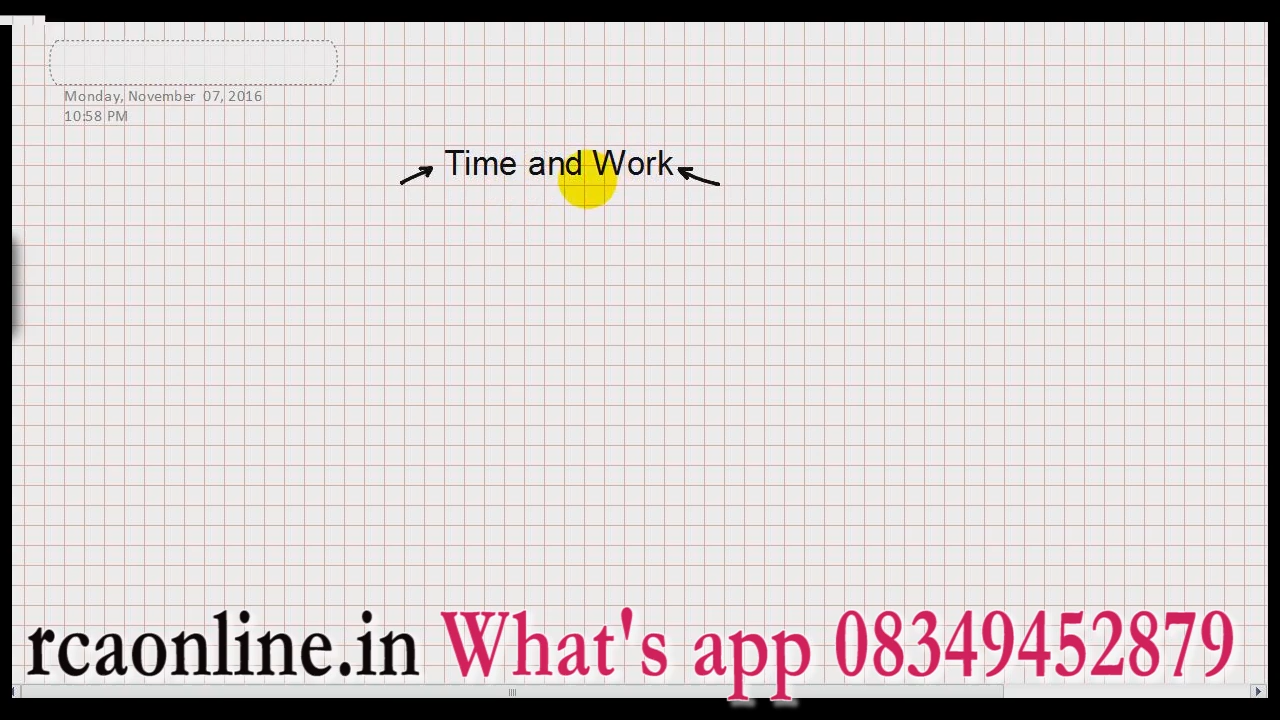 Monday, November 07, 2016
10:58 PM
Time and Work
rcaonline.in What's app 08349452879